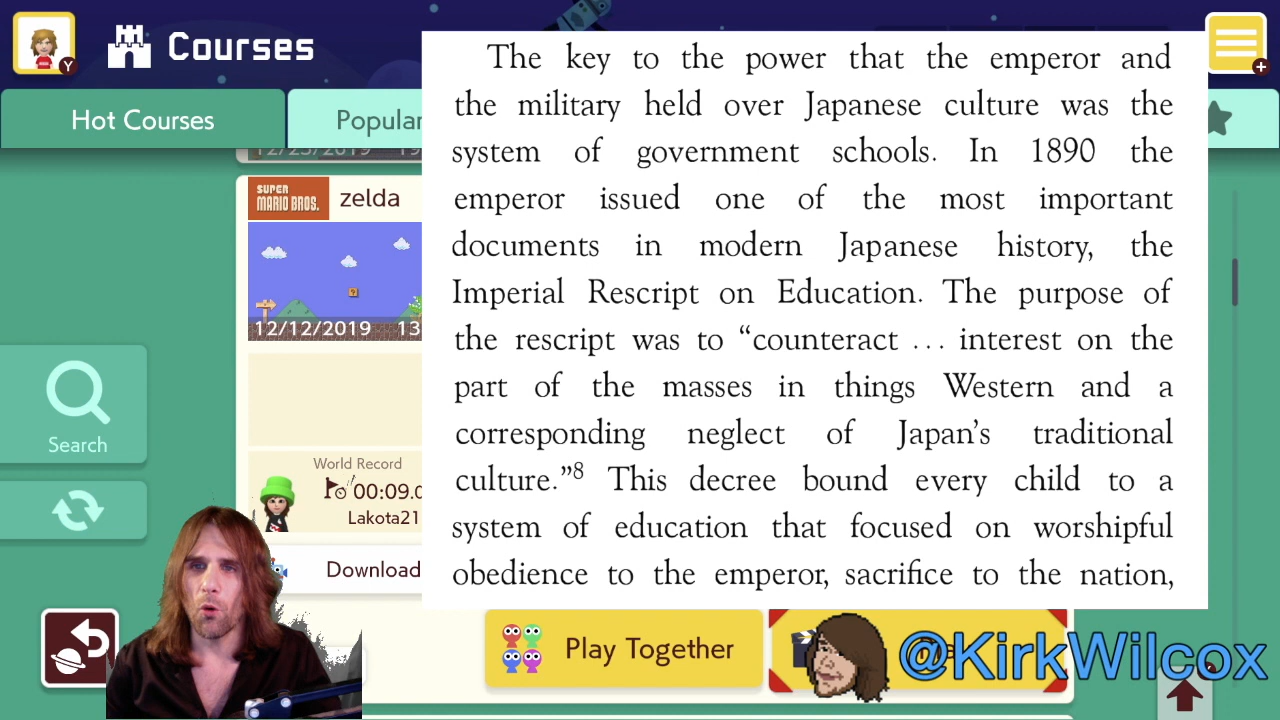 Y
Courses
+
Hot Courses
Popular
The key to the power that the emperor and
the military held over Japanese culture was the
system of government schools. In 1890 the
emperor issued one of the most important
documents in modern Japanese history, the
Imperial Rescript on Education. The purpose of
the rescript was to “counteract … interest on the
part of the masses in things Western and a
corresponding neglect of Japan’s traditional
culture.”8 This decree bound every child to a
system of education that focused on worshipful
obedience to the emperor, sacrifice to the nation,
12/23/2019
SUPER
MARIO BROS.
zelda
12/12/2019 13
Search
World Record
00:09.0
Lakota21
Download
Play Together
@KirkWilcox